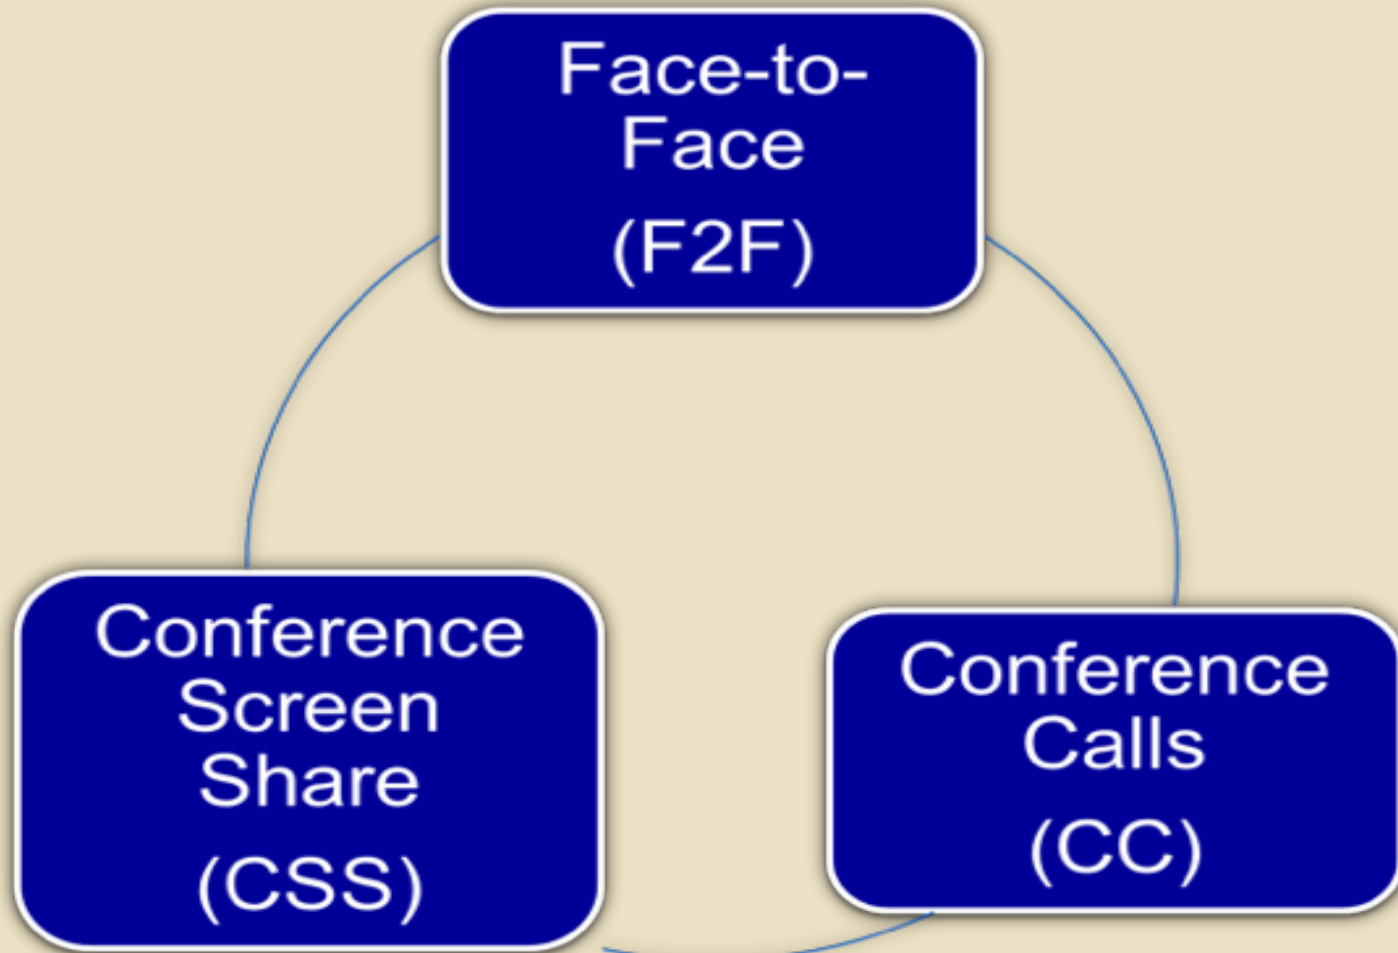 Face-to-
Face
(F2F)
Conference
Screen
Share
(CSS)
Conference
Calls
(CC)